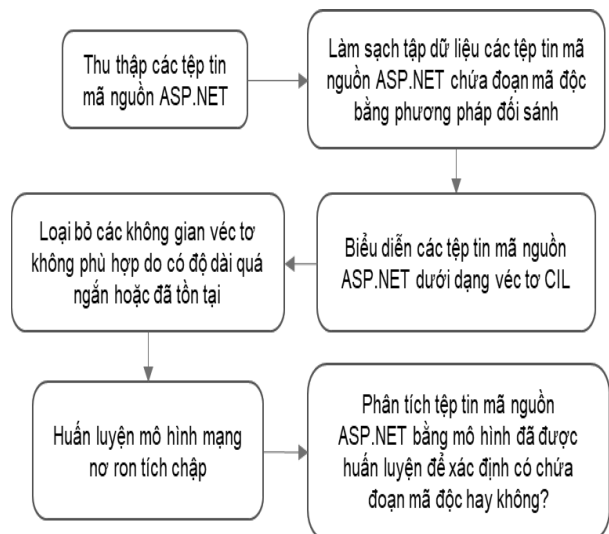 Thu thập các tệp tin
mã nguồn ASP.NET
Làm sạch tập dữ liệu các tệp tin mã
nguồn ASP.NET chứa đoạn mã độc
bằng phương pháp đối sánh
Biểu diễn các tệp tin mã nguồn
ASP.NET dưới dạng véc tơ CIL
Loại bỏ các không gian véc tơ
không phù hợp do có độ dài quá
ngắn hoặc đã tồn tại
Huấn luyện mô hình mạng
nơ ron tích chập
Phân tích tệp tin mã nguồn
ASP.NET bằng mô hình đã được
huấn luyện để xác định có chứa
đoạn mã độc hay không?